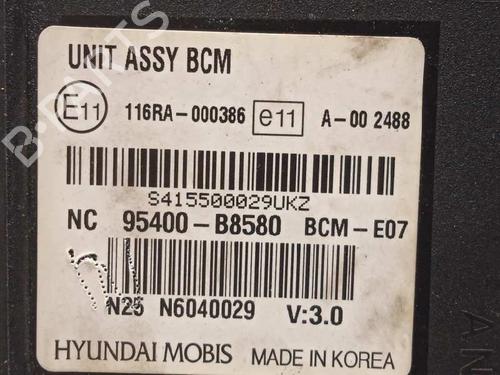 UNIT ASSY BCM
E11 116RA-000386 e11 A-00 2488
S415500029UKZ
NC 95400-B8580 BCM-E07
N25 N6040029 V:3.0
HYUNDAI MOBIS MADE IN KOREA
B-PARTS